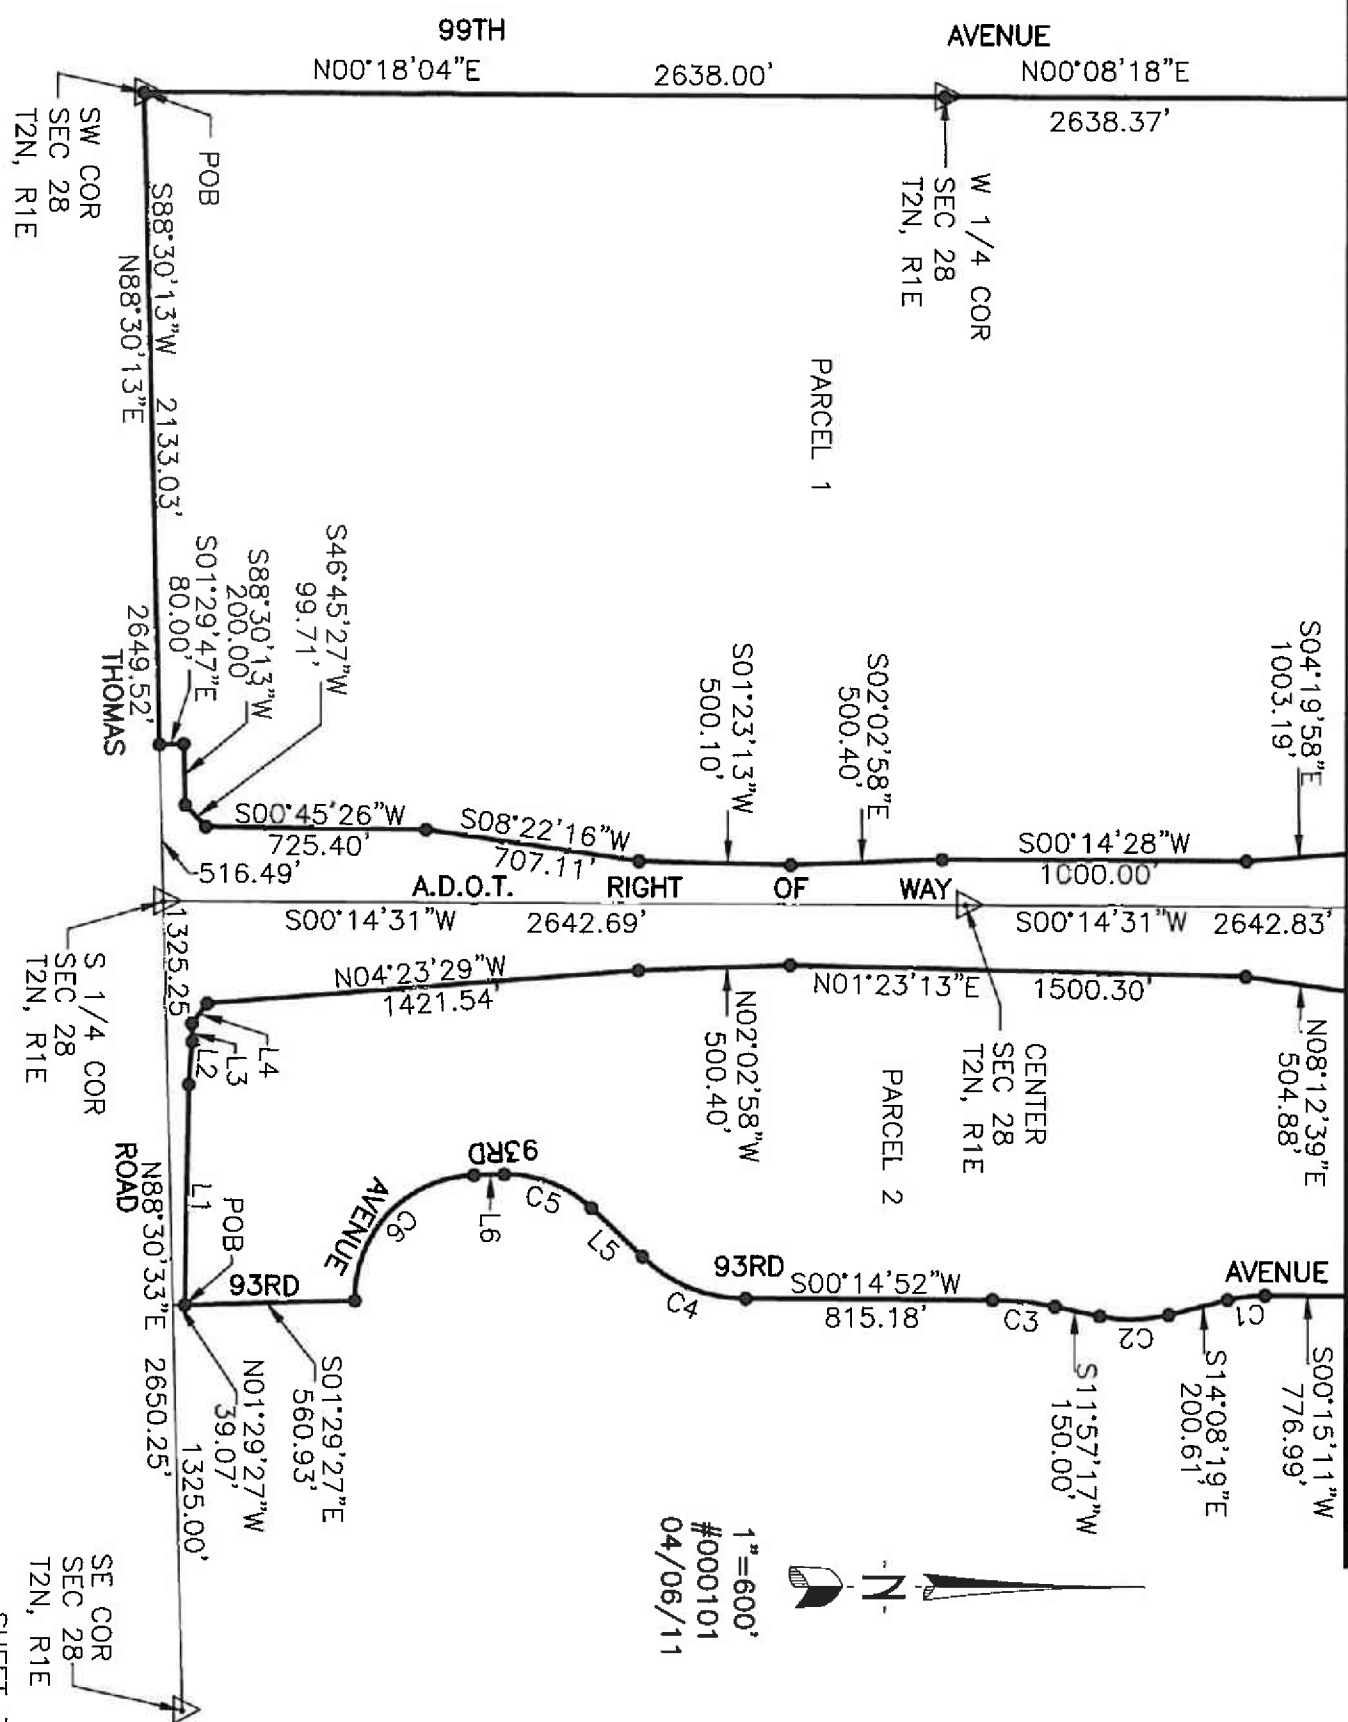 99TH
AVENUE
N00°18'04"E
2638.00'
N00°08'18"E
2638.37'
W 1/4 COR
SEC 28
T2N, R1E
POB
SW COR
SEC 28
T2N, R1E
PARCEL 1
S88°30'13"W 2133.03'
N88°30'13"E
2649.52'
THOMAS
S01°29'47"E
80.00'
S88°30'13"W
200.00'
S46°45'27"W
99.71'
S00°45'26"W
725.40'
S08°22'16"W
707.11'
S01°23'13"W
500.10'
S02°02'58"E
500.40'
S00°14'28"W
1000.00'
S04°19'58"E
1003.19'
516.49'
A.D.O.T.
RIGHT
OF
WAY
S00°14'31"W
2642.69'
S00°14'31"W
2642.83'
1325.25
S 1/4 COR
SEC 28
T2N, R1E
N04°23'29"W
1421.54'
N02°02'58"W
500.40'
N01°23'13"E
1500.30'
N08°12'39"E
504.88'
CENTER
SEC 28
T2N, R1E
PARCEL 2
L4
L3
L2
L1
POB
N88°30'33"E 2650.25'
ROAD
93RD
AVENUE
C6
93RD
L6
C5
L5
C4
93RD
S00°14'52"W
815.18'
C3
C2
C1
AVENUE
S11°57'17"W
150.00'
S14°08'19"E
200.61'
S00°15'11"W
776.99'
S01°29'27"E
560.93'
N01°29'27"W
39.07'
1325.00'
SE COR
SEC 28
T2N, R1E
N
1"=600'
#000101
04/06/11